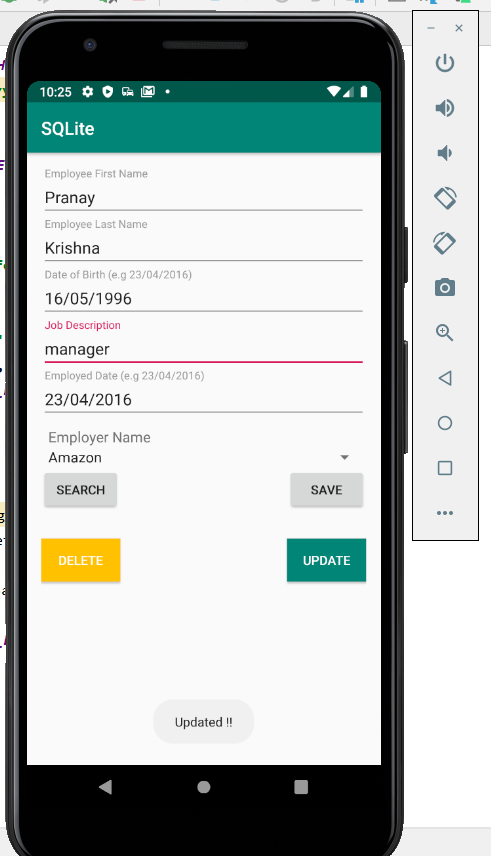 10:25
SQLite
Employee First Name
Pranay
Employee Last Name
Krishna
Date of Birth (e.g 23/04/2016)
16/05/1996
Job Description
manager
Employed Date (e.g 23/04/2016)
23/04/2016
Employer Name
Amazon
SEARCH SAVE
DELETE UPDATE
Updated !!